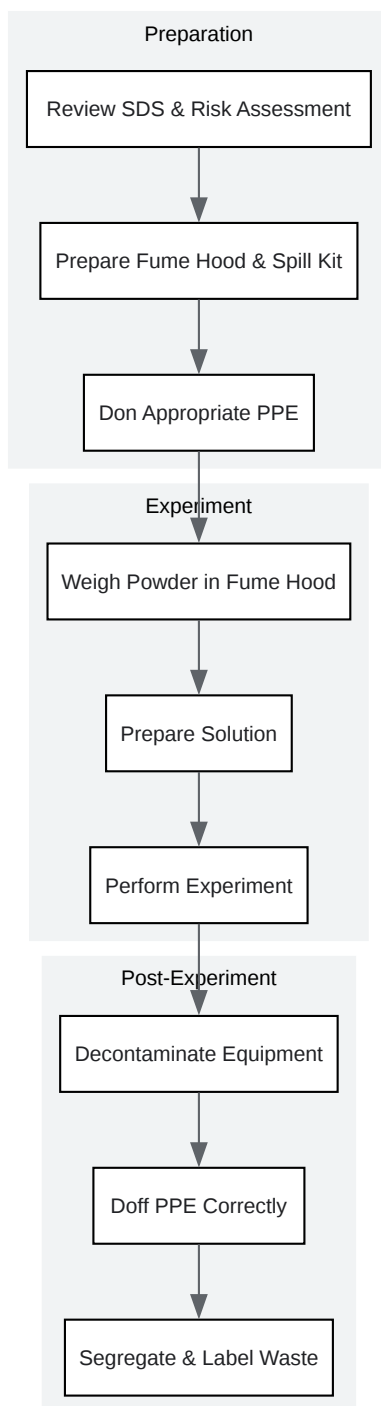 Preparation
Review SDS & Risk Assessment
Prepare Fume Hood & Spill Kit
Don Appropriate PPE
Experiment
Weigh Powder in Fume Hood
Prepare Solution
Perform Experiment
Post-Experiment
Decontaminate Equipment
Doff PPE Correctly
Segregate & Label Waste